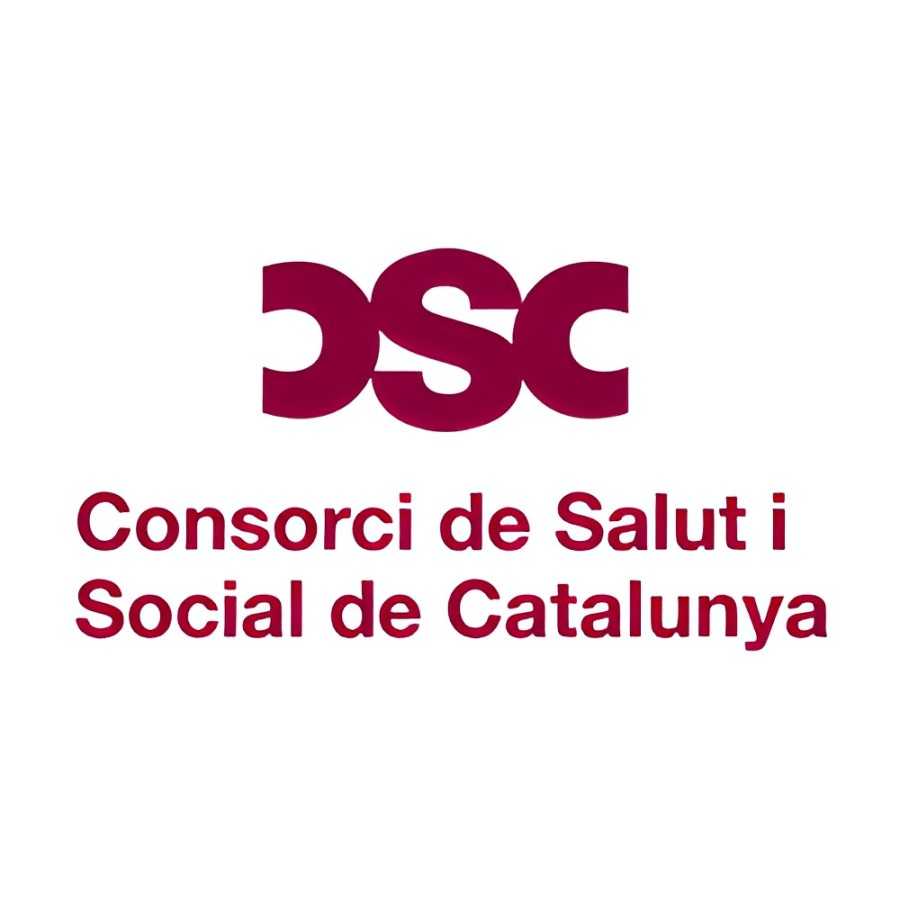 CSC
Consorci de Salut i
Social de Catalunya